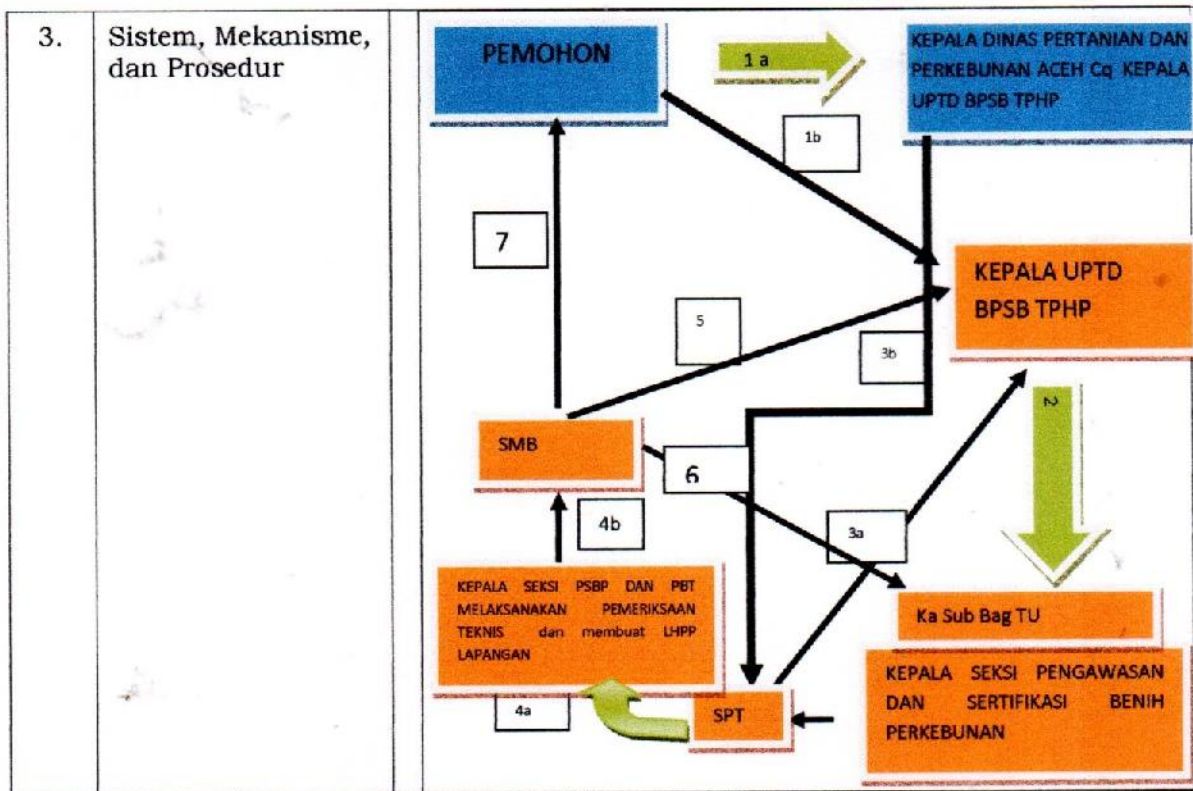 3.
Sistem, Mekanisme,
dan Prosedur
PEMOHON
1 a
KEPALA DINAS PERTANIAN DAN
PERKEBUNAN ACEH Cq KEPALA
UPTD BPSB TPHP
1b
7
KEPALA UPTD
BPSB TPHP
5
3b
2
SMB
6
4b
3a
KEPALA SEKSI PSBP DAN PBT
MELAKSANAKAN PEMERIKSAAN
TEKNIS dan membuat LHPP
LAPANGAN
Ka Sub Bag TU
KEPALA SEKSI PENGAWASAN
DAN SERTIFIKASI BENIH
PERKEBUNAN
4a
SPT